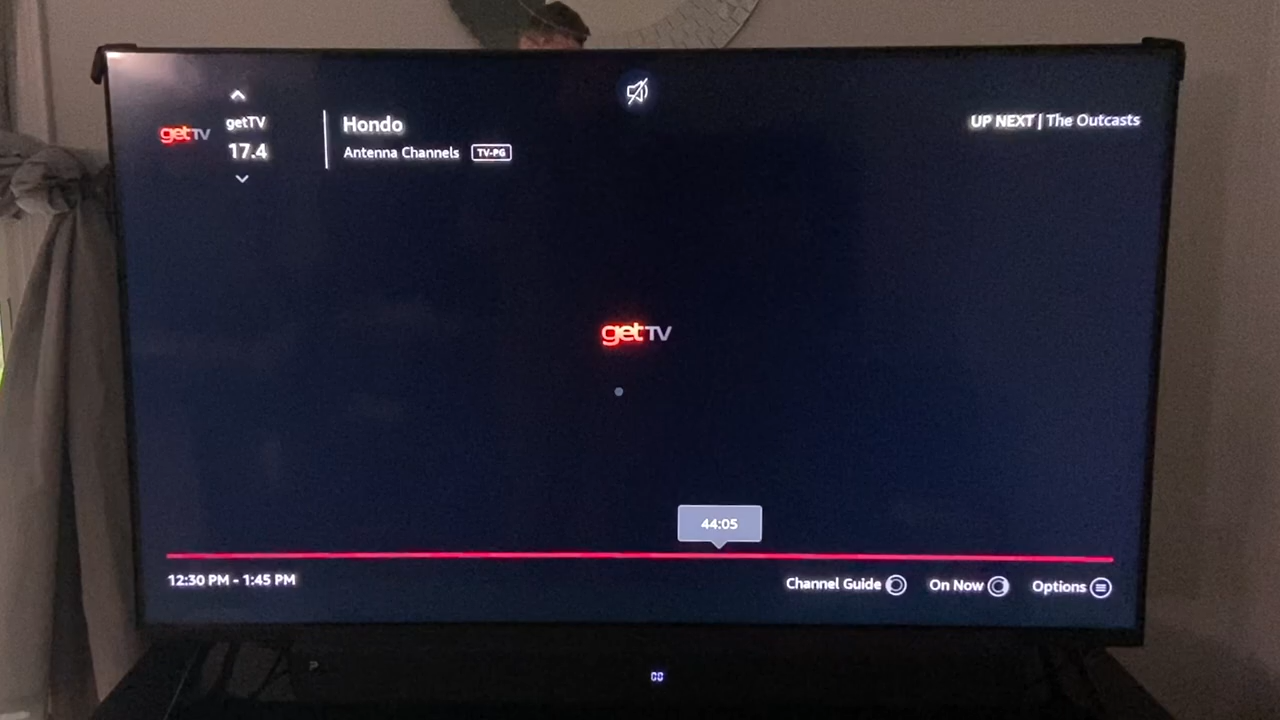 getTV
getTV
17.4
Hondo
Antenna Channels TV-PG
UP NEXT | The Outcasts
getTV
44:05
12:30 PM - 1:45 PM
Channel Guide
On Now
Options